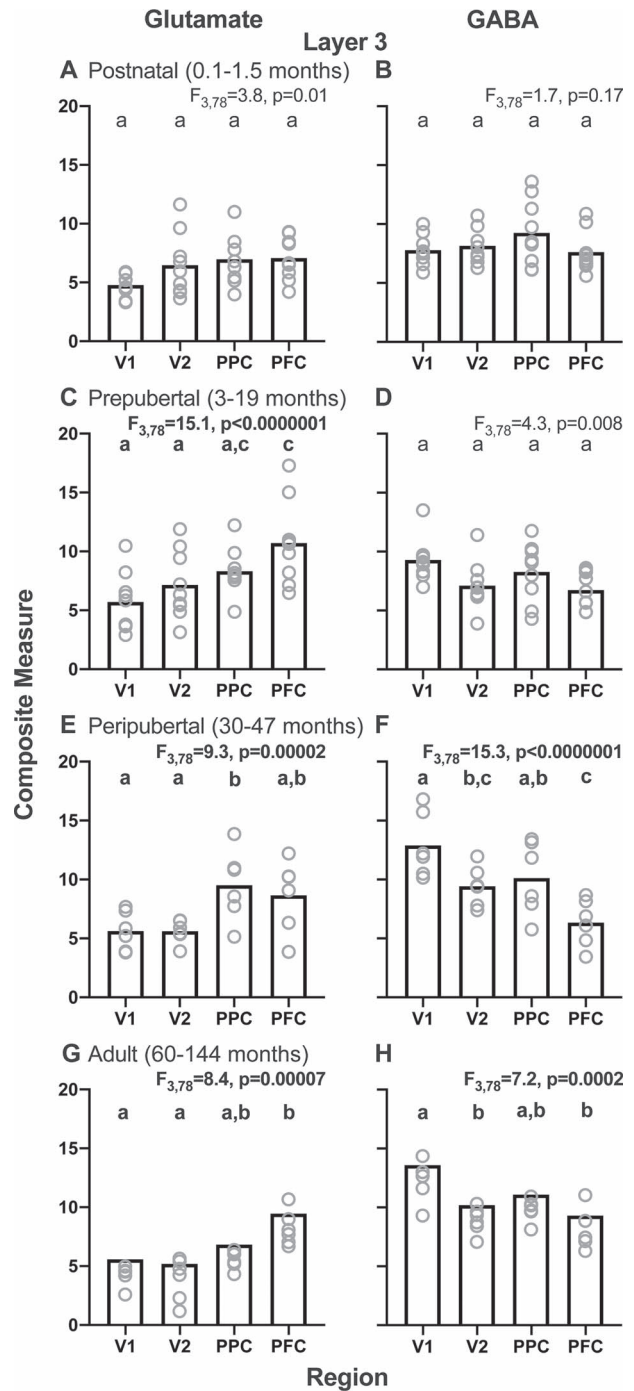 Glutamate GABA
Layer 3
A Postnatal (0.1-1.5 months) B
F3,78=3.8, p=0.01 F3,78=1.7, p=0.17
a a a a a a a a
20
15
10
5
0
V1 V2 PPC PFC V1 V2 PPC PFC
C Prepubertal (3-19 months) D
F3,78=15.1, p<0.0000001 F3,78=4.3, p=0.008
a a a,c c a a a a
20
15
10
5
0
V1 V2 PPC PFC V1 V2 PPC PFC
Composite Measure
E Peripubertal (30-47 months) F
F3,78=9.3, p=0.00002 F3,78=15.3, p<0.0000001
a a b a,b a b,c a,b c
20
15
10
5
0
V1 V2 PPC PFC V1 V2 PPC PFC
G Adult (60-144 months) H
F3,78=8.4, p=0.00007 F3,78=7.2, p=0.0002
a a a,b b a b a,b b
20
15
10
5
0
V1 V2 PPC PFC V1 V2 PPC PFC
Region